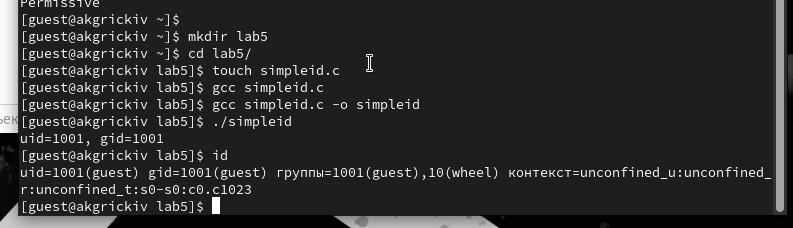 Permissive
[guest@akgrickiv ~]$
[guest@akgrickiv ~]$ mkdir lab5
[guest@akgrickiv ~]$ cd lab5/
[guest@akgrickiv lab5]$ touch simpleid.c
[guest@akgrickiv lab5]$ gcc simpleid.c
[guest@akgrickiv lab5]$ gcc simpleid.c -o simpleid
[guest@akgrickiv lab5]$ ./simpleid
uid=1001, gid=1001
[guest@akgrickiv lab5]$ id
uid=1001(guest) gid=1001(guest) группы=1001(guest),10(wheel) контекст=unconfined_u:unconfined_
r:unconfined_t:s0-s0:c0.c1023
[guest@akgrickiv lab5]$